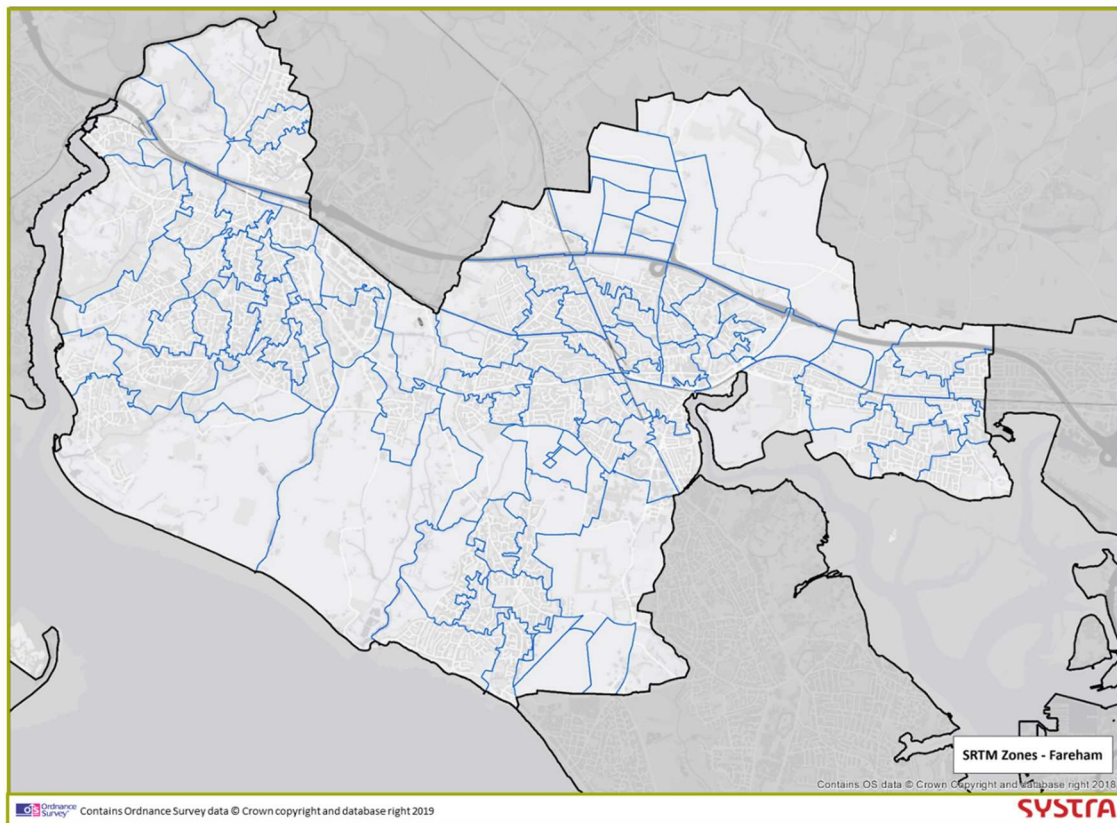 SRTM Zones - Fareham
Contains OS data © Crown Copyright and database right 2018
OS Ordnance Survey Contains Ordnance Survey data © Crown copyright and database right 2019
SYSTRA